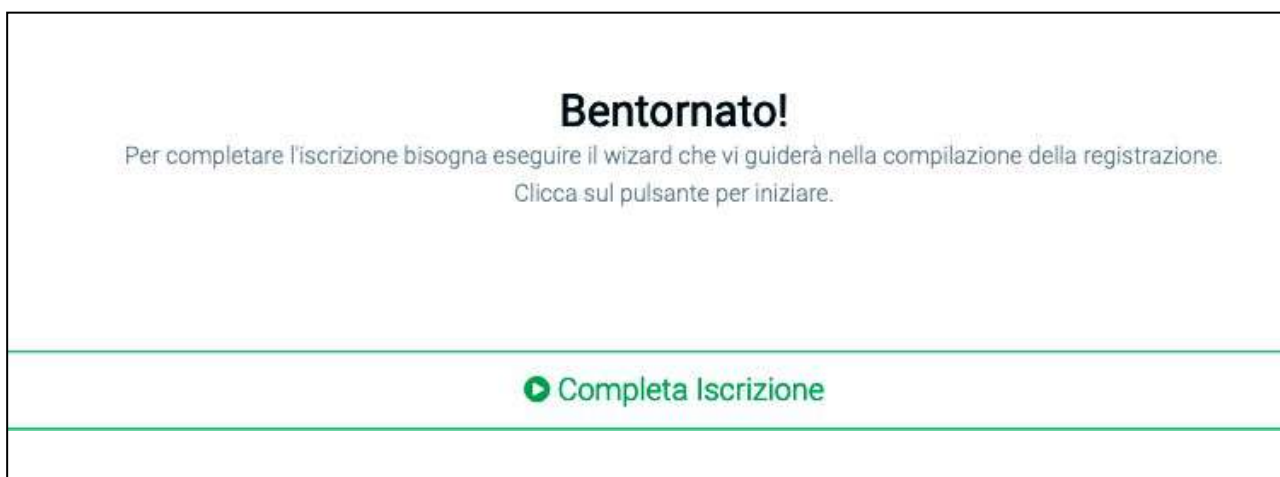 Bentornato!
Per completare l'iscrizione bisogna eseguire il wizard che vi guiderà nella compilazione della registrazione.
Clicca sul pulsante per iniziare.
Completa Iscrizione